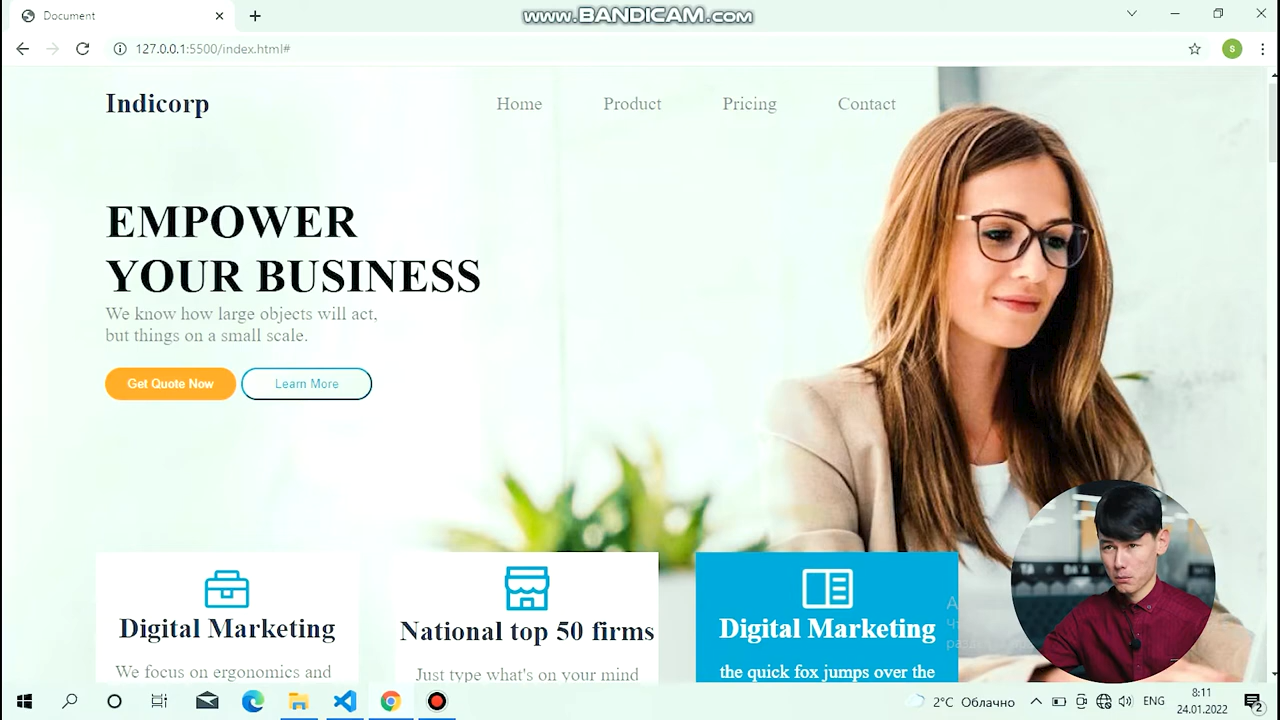 Document
www.BANDICAM.com
127.0.0.1:5500/index.html#
S
Indicorp
Home
Product
Pricing
Contact
EMPOWER
YOUR BUSINESS
We know how large objects will act,
but things on a small scale.
Get Quote Now
Learn More
Digital Marketing
We focus on ergonomics and
National top 50 firms
Just type what's on your mind
Digital Marketing
the quick fox jumps over the
2°C Облачно
ENG
8:11
24.01.2022
2